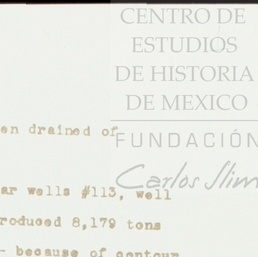 CENTRO DE
ESTUDIOS
DE HISTORIA
DE MEXICO
FUNDACIÓN
Carlos Slim
en drained of
ar wells #113, well
roduced 8,179 tons
- because of contour